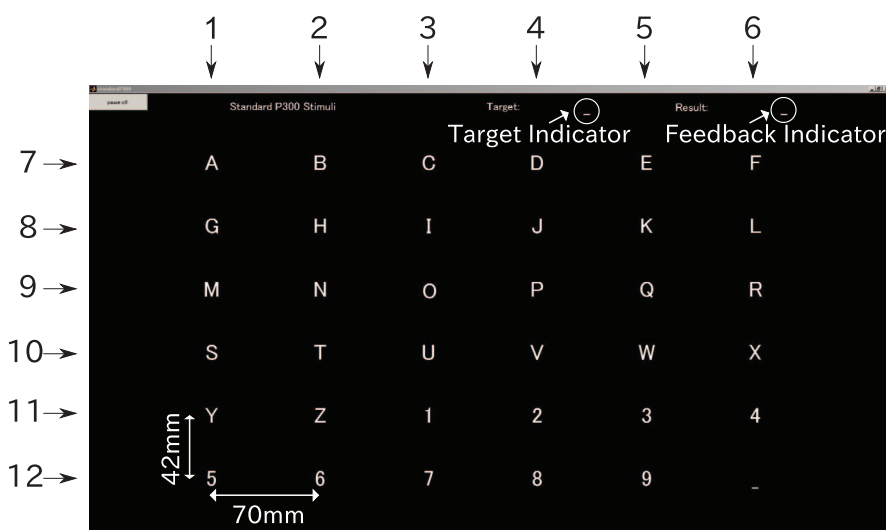 1 2 3 4 5 6
pause off
Standard P300 Stimuli Target: _ Result: _
Target Indicator Feedback Indicator
7 A B C D E F
8 G H I J K L
9 M N O P Q R
10 S T U V W X
11 Y Z 1 2 3 4
42mm
12 5 6 7 8 9 _
70mm